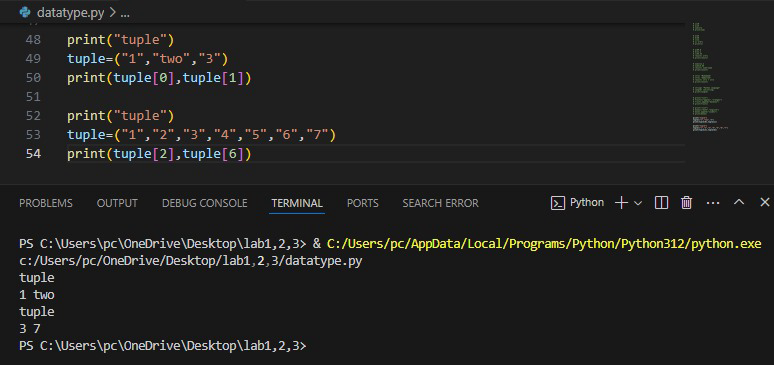 datatype.py > ...
48 print("tuple")
49 tuple=("1","two","3")
50 print(tuple[0],tuple[1])
51
52 print("tuple")
53 tuple=("1","2","3","4","5","6","7")
54 print(tuple[2],tuple[6])
PROBLEMS OUTPUT DEBUG CONSOLE TERMINAL PORTS SEARCH ERROR Python
PS C:\Users\pc\OneDrive\Desktop\lab1,2,3> & C:/Users/pc/AppData/Local/Programs/Python/Python312/python.exe
c:/Users/pc/OneDrive/Desktop/lab1,2,3/datatype.py
tuple
1 two
tuple
3 7
PS C:\Users\pc\OneDrive\Desktop\lab1,2,3>